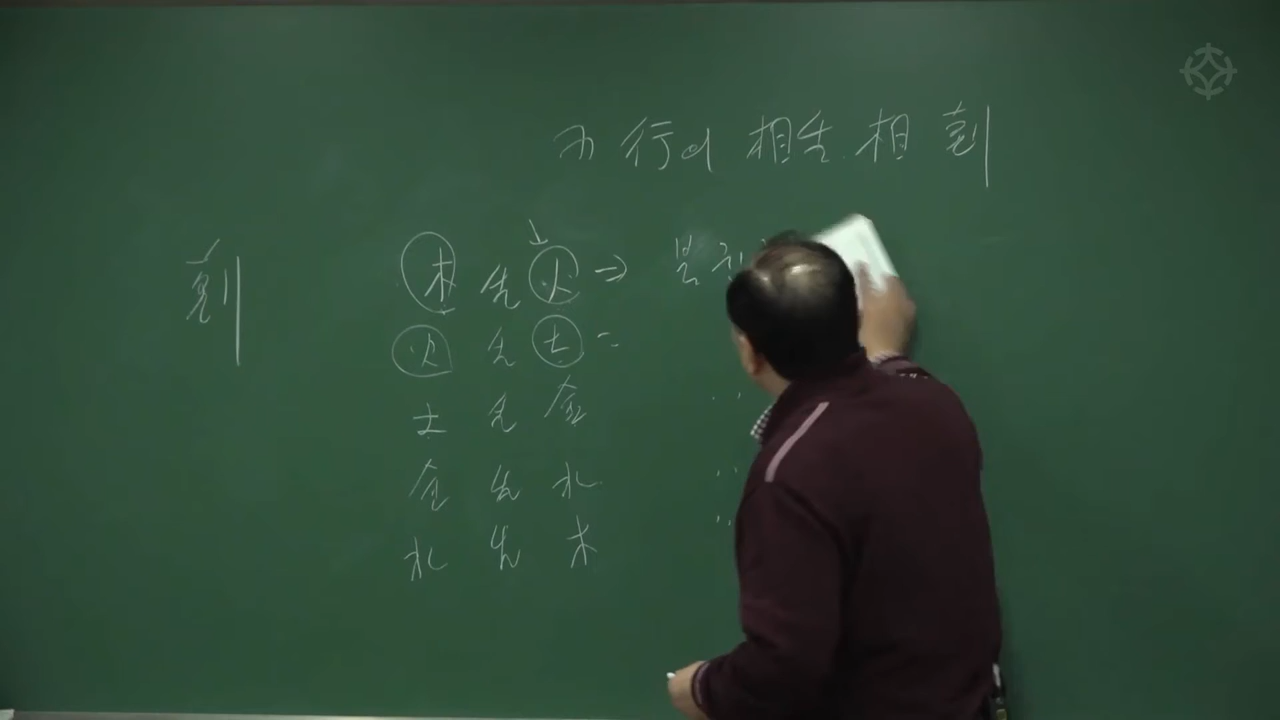 五行의 相生 相剋
剋
木 生 火 ⇒
火 生 土 =
土 生 金
金 生 水
水 生 木